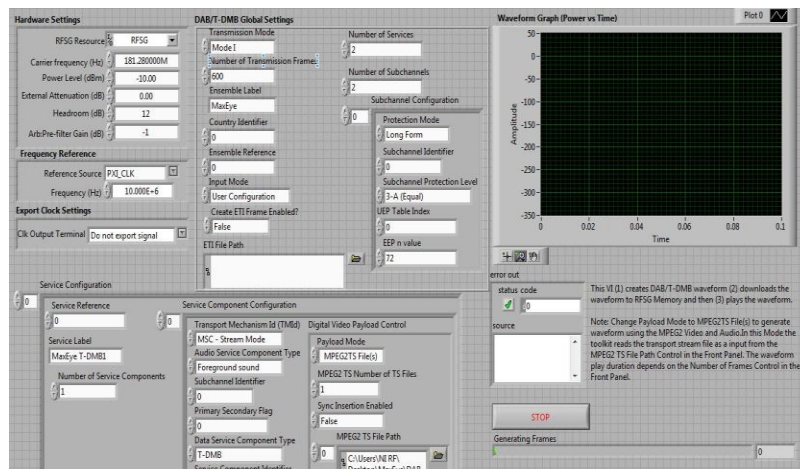 Hardware Settings
RFSG Resource
RFSG
Carrier frequency (Hz)
181.280000M
Power Level (dBm)
-10.00
External Attenuation (dB)
0.00
Headroom (dB)
12
Arb:Pre-filter Gain (dB)
-1
Frequency Reference
Reference Source
PXI_CLK
Frequency (Hz)
10.000E+6
Export Clock Settings
Clk Output Terminal
Do not export signal
DAB/T-DMB Global Settings
Transmission Mode
Mode I
Number of Transmission Frames
600
Ensemble Label
MaxEye
Country Identifier
0
Ensemble Reference
0
Input Mode
User Configuration
Create ETI Frame Enabled?
False
ETI File Path
Number of Services
2
Number of Subchannels
2
Subchannel Configuration
0
Protection Mode
Long Form
Subchannel Identifier
0
Subchannel Protection Level
3-A (Equal)
UEP Table Index
0
EEP n value
72
Waveform Graph (Power vs Time)
Plot 0
50-
0-
-50-
-100-
-150-
-200-
-250-
-300-
-350-
Amplitude
0
0.02
0.04
0.06
0.08
0.1
Time
Service Configuration
0
Service Reference
0
Service Label
MaxEye T-DMB1
Number of Service Components
1
Service Component Configuration
0
Transport Mechanism Id (TMId)
MSC - Stream Mode
Audio Service Component Type
Foreground sound
Subchannel Identifier
0
Primary Secondary Flag
0
Data Service Component Type
T-DMB
Service Component Identifier
Digital Video Payload Control
Payload Mode
MPEG2TS File(s)
MPEG2 TS Number of TS Files
1
Sync Insertion Enabled
False
MPEG2 TS File Path
0
C:\Users\NI RF\
Desktop\MaxEye\DAB
error out
status
code
0
source
This VI (1) creates DAB/T-DMB waveform (2) downloads the
waveform to RFSG Memory and then (3) plays the waveform.
Note: Change Payload Mode to MPEG2TS File(s) to generate
waveform using the MPEG2 Video and Audio.In this Mode the
toolkit reads the transport stream file as a input from the
MPEG2 TS File Path Control in the Front Panel. The waveform
play duration depends on the Number of Frames Control in the
Front Panel.
STOP
Generating Frames
0